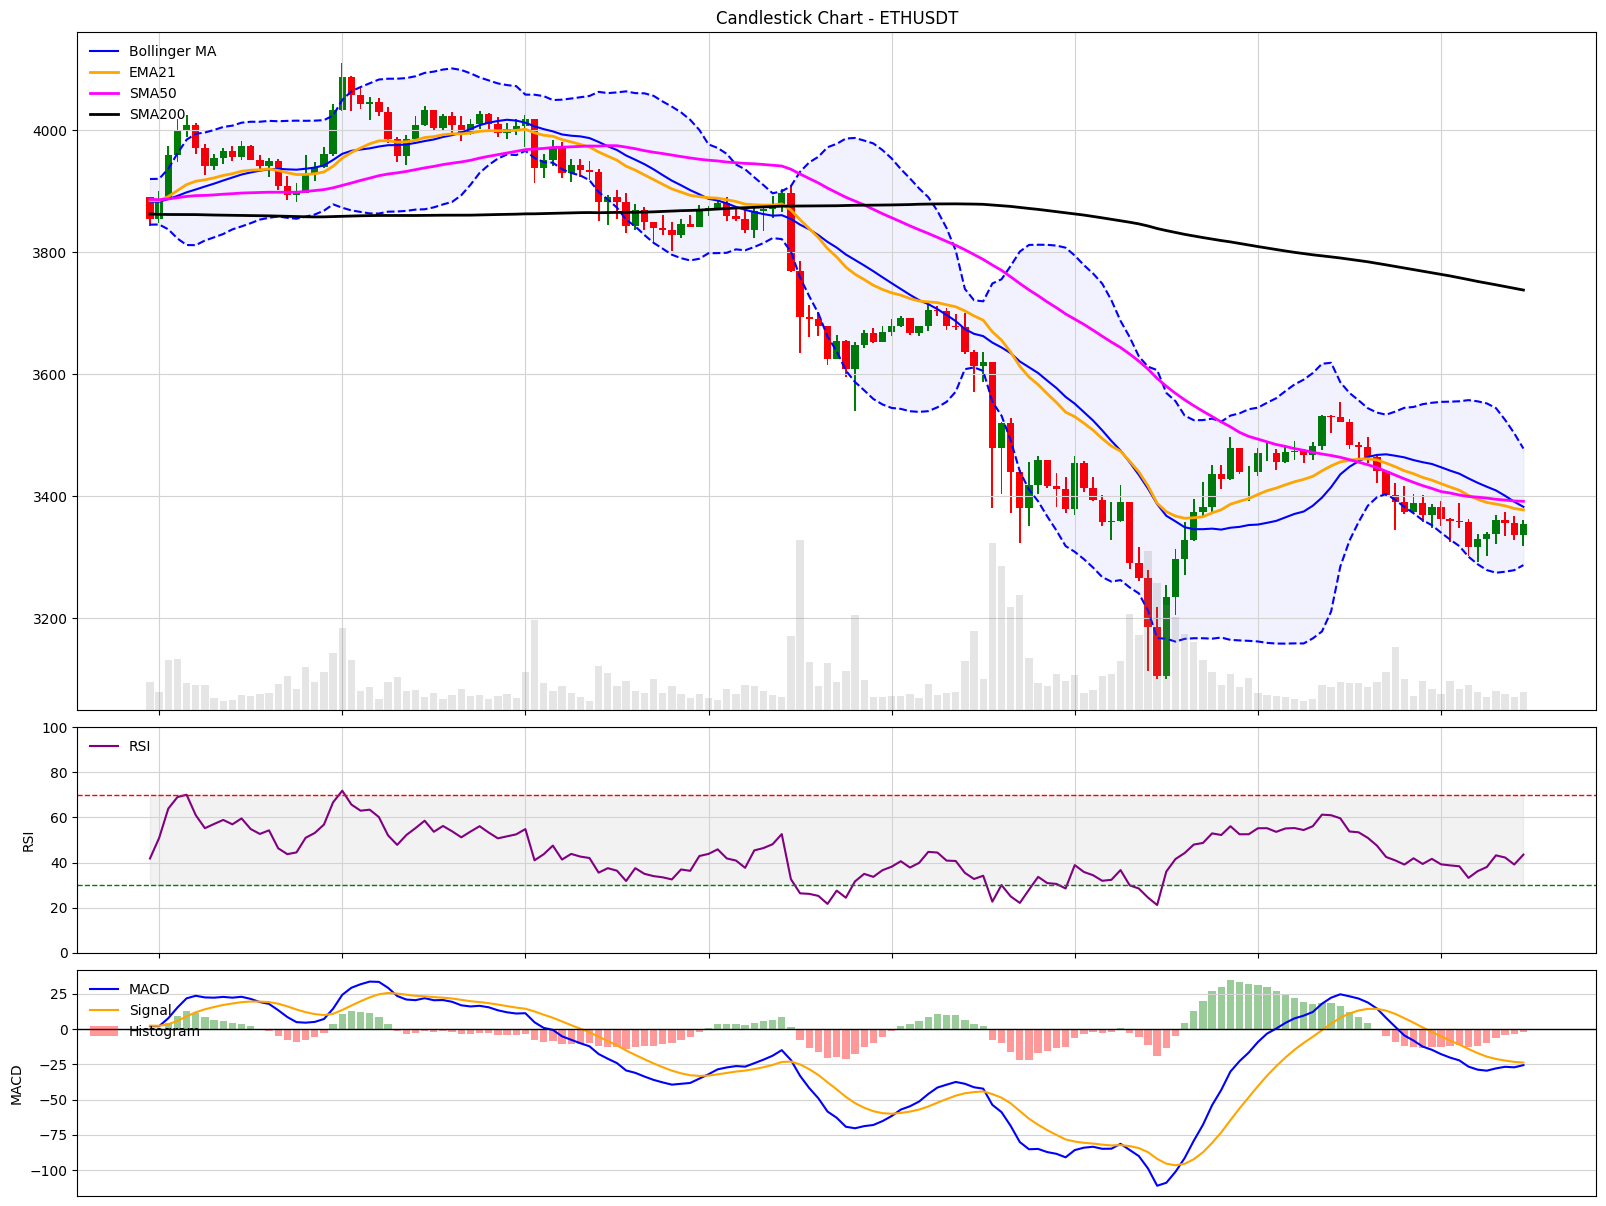 Candlestick Chart - ETHUSDT
Bollinger MA
EMA21
SMA50
SMA200
4000
3800
3600
3400
3200
100
80
60
40
20
0
RSI
RSI
25
0
−25
−50
−75
−100
MACD
MACD
Signal
Histogram